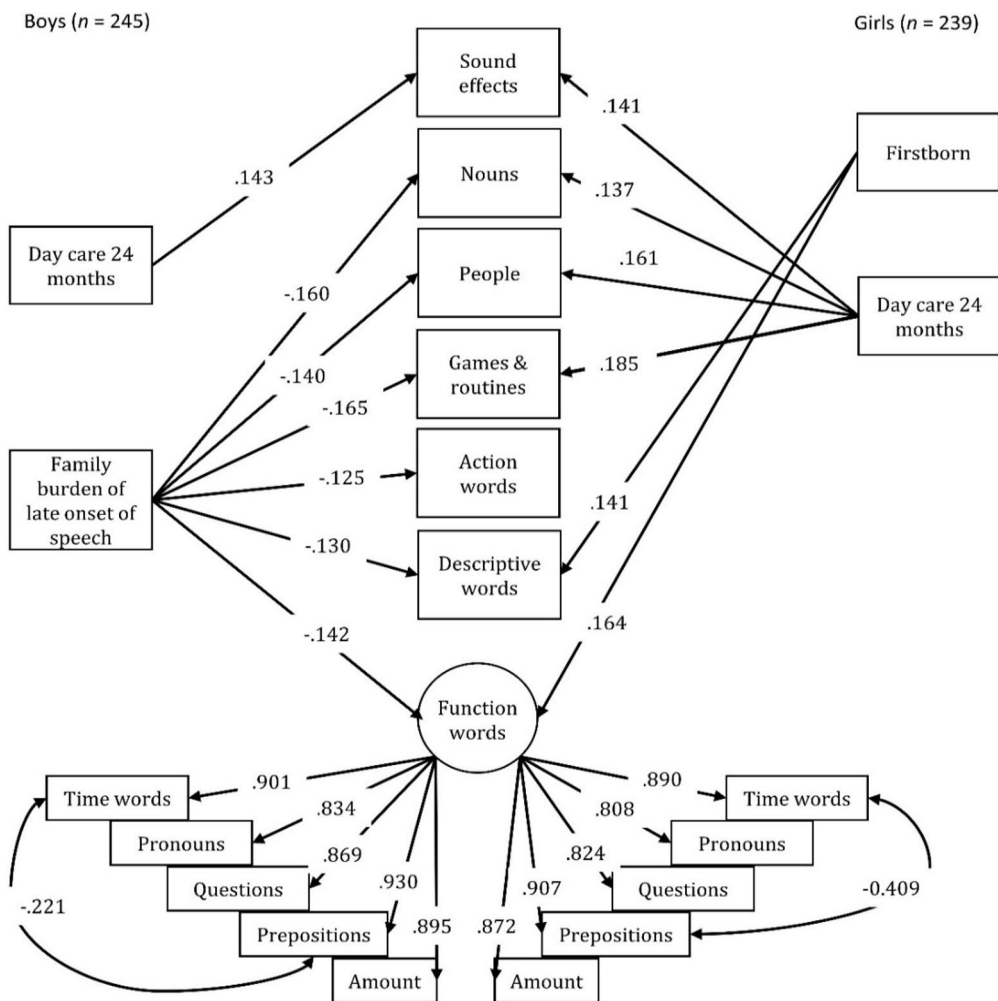 Boys (n = 245)
Girls (n = 239)
Sound
effects
.141
Firstborn
.143
Nouns
.137
Day care 24
months
People
.161
Day care 24
months
-.160
-.140
Games &
routines
.185
-.165
Family
burden of
late onset of
speech
-.125
Action
words
.141
-.130
Descriptive
words
-.142
.164
Function
words
.901
.890
Time words
Time words
.834
.808
Pronouns
Pronouns
.869
.824
Questions
Questions
.930
.907
-.221
-0.409
Prepositions
.895
.872
Prepositions
Amount
Amount